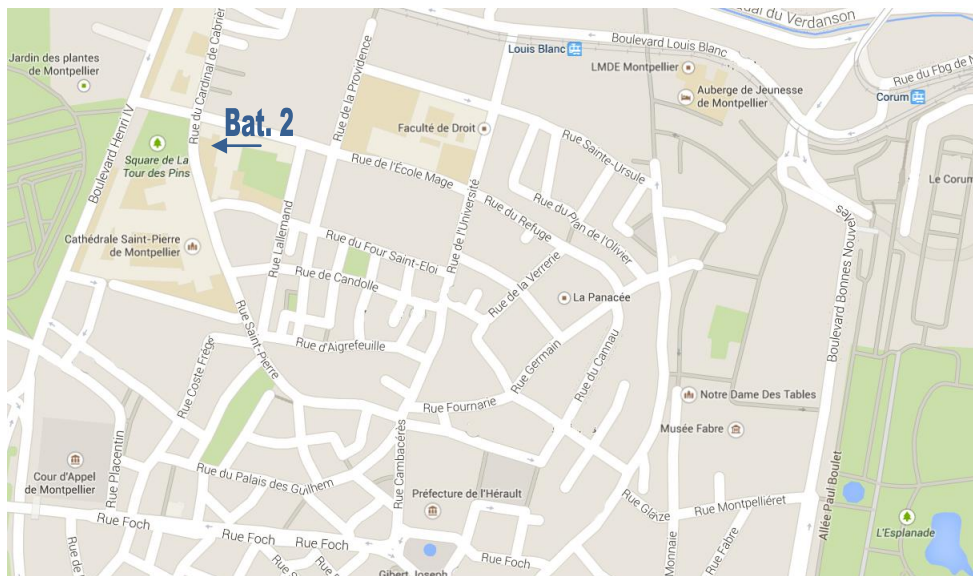 al du Verdanson
Boulevard Louis Blanc
Louis Blanc
Jardin des plantes
de Montpellier
Rue du Cardinal de Cabrièr
LMDE Montpellier
Rue du Fbg de N
Auberge de Jeunesse
de Montpellier
Corum
Rue de la Providence
Boulevard Henri IV
Bat. 2
Faculté de Droit
Square de La
Tour des Pins
Rue de l'École Mage
Rue Sainte-Ursule
Le Corum
Rue du Refuge
Rue du Plan de l'Olivier
Rue de l'Université
Cathédrale Saint-Pierre
de Montpellier
Rue Lallemand
Rue du Four Saint-Eloi
Rue de Candolle
Rue de la Verrerie
La Panacée
Boulevard Bonnes Nouvelles
Rue Saint-Pierre
Rue d'Aigrefeuille
Rue Germain
Rue du Cannau
Rue Coste Frège
Notre Dame Des Tables
Rue Fournarie
Musée Fabre
Rue Cambacérès
Rue Placentin
Cour d'Appel
de Montpellier
Rue du Palais des Guilhem
Préfecture de l'Hérault
Rue Glaize
Rue Montpelliéret
Allée Paul Boulet
L'Esplanade
Rue Foch
Rue Foch
Rue Foch
Rue Foch
Rue de
Monnaie
Rue Fabre
Gibert Joseph